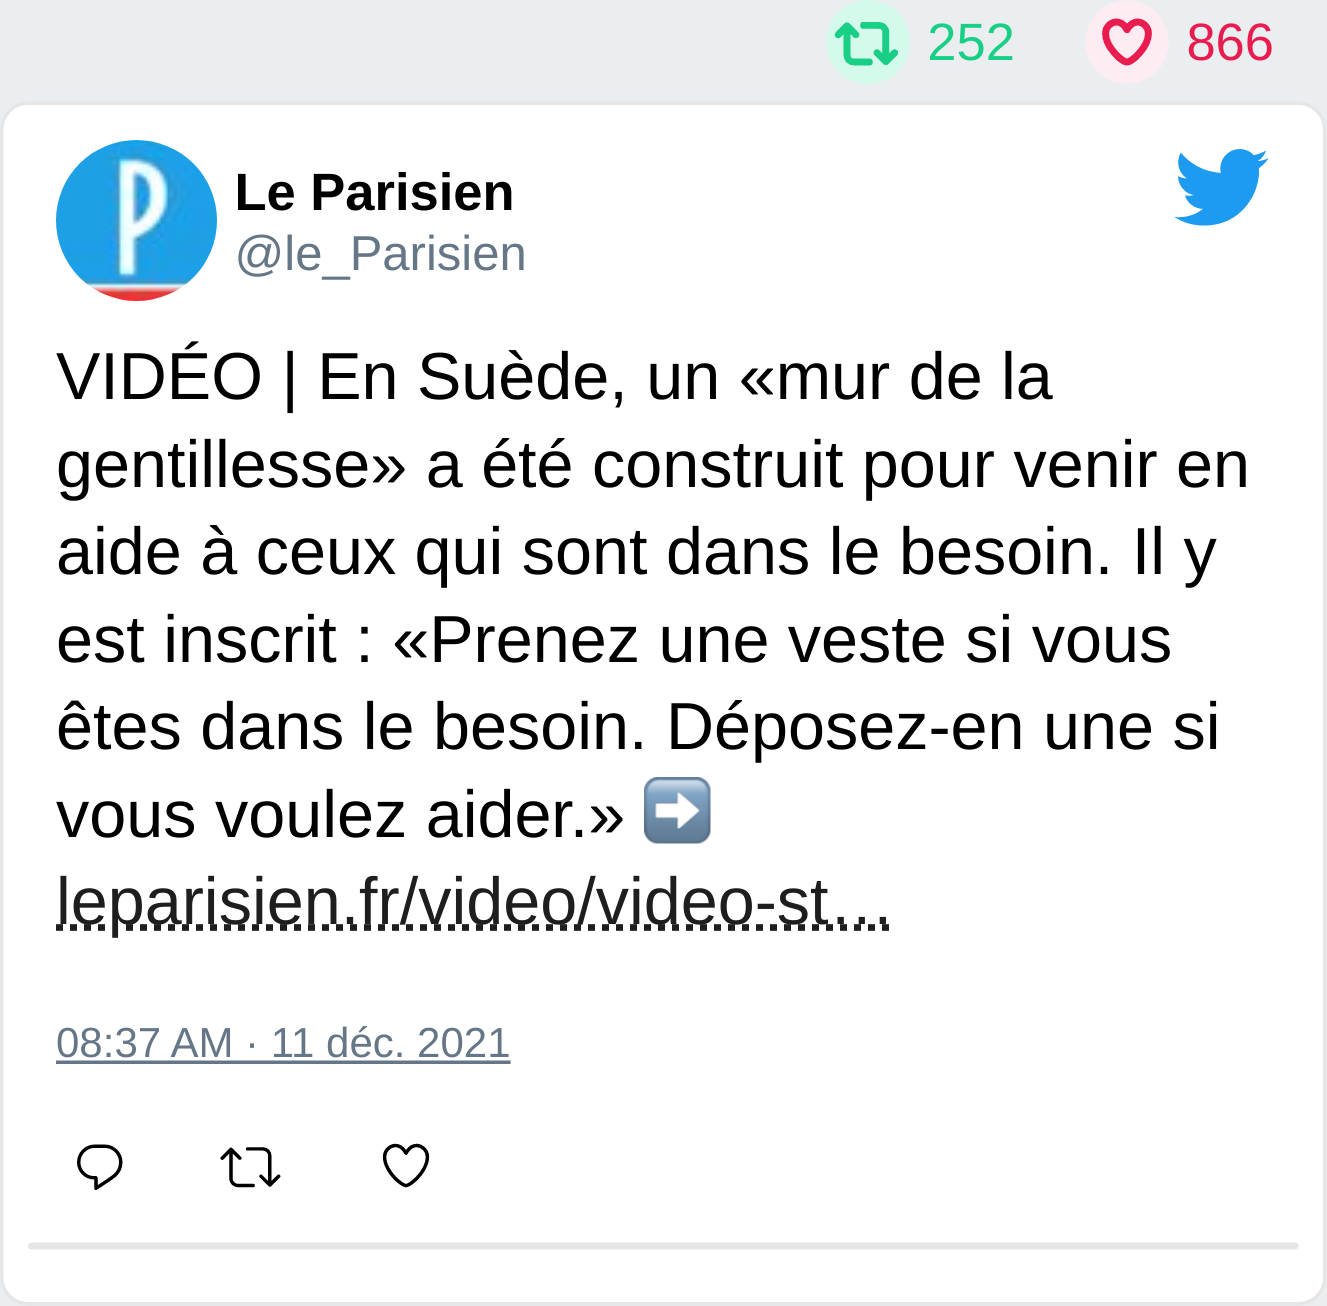 252 866
Le Parisien
@le_Parisien
VIDÉO | En Suède, un «mur de la
gentillesse» a été construit pour venir en
aide à ceux qui sont dans le besoin. Il y
est inscrit : «Prenez une veste si vous
êtes dans le besoin. Déposez-en une si
vous voulez aider.» ➡️
leparisien.fr/video/video-st…
08:37 AM · 11 déc. 2021